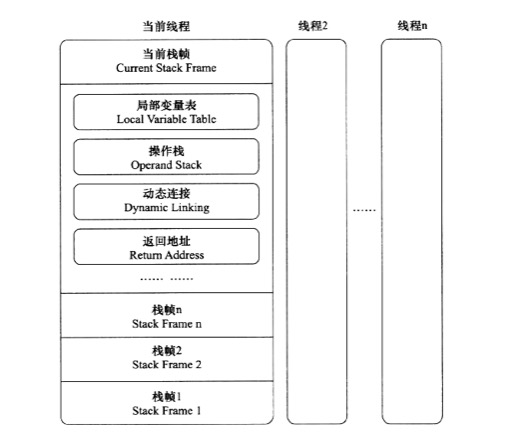 当前线程
线程2
线程n
当前栈帧
Current Stack Frame
局部变量表
Local Variable Table
操作栈
Operand Stack
动态连接
Dynamic Linking
返回地址
Return Address
...... ......
......
栈帧n
Stack Frame n
栈帧2
Stack Frame 2
栈帧1
Stack Frame 1